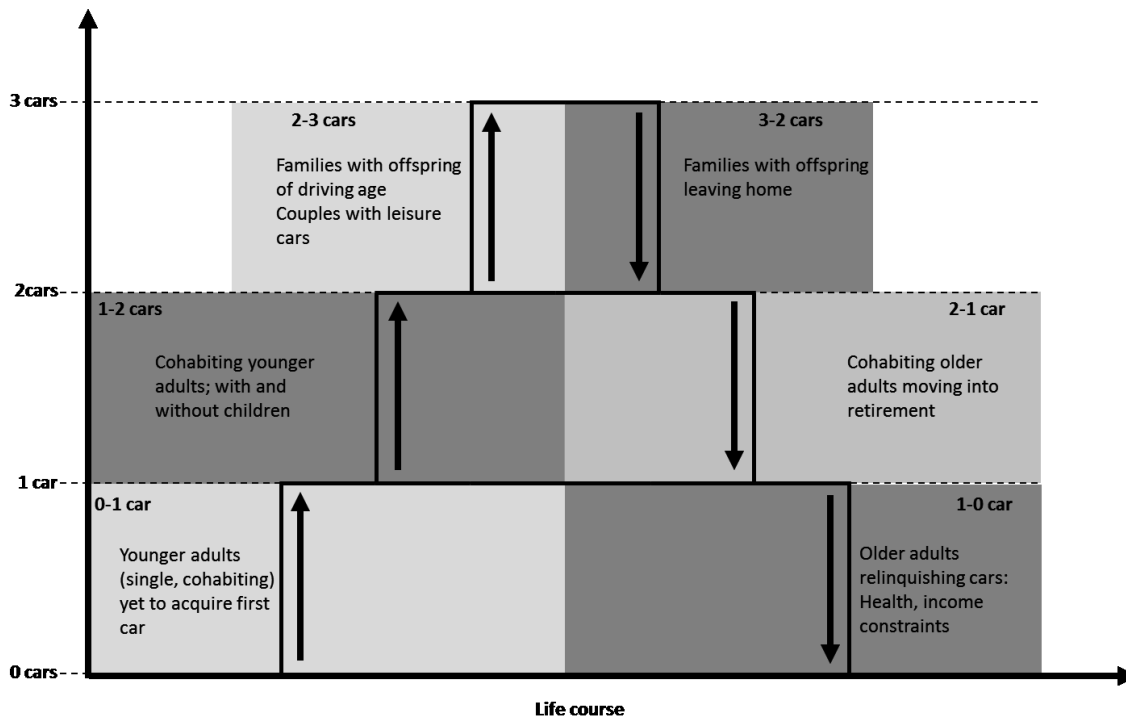 3 cars
2-3 cars
Families with offspring
of driving age
Couples with leisure
cars
3-2 cars
Families with offspring
leaving home
2cars
1-2 cars
Cohabiting younger
adults; with and
without children
2-1 car
Cohabiting older
adults moving into
retirement
1 car
0-1 car
Younger adults
(single, cohabiting)
yet to acquire first
car
1-0 car
Older adults
relinquishing cars:
Health, income
constraints
0 cars
Life course